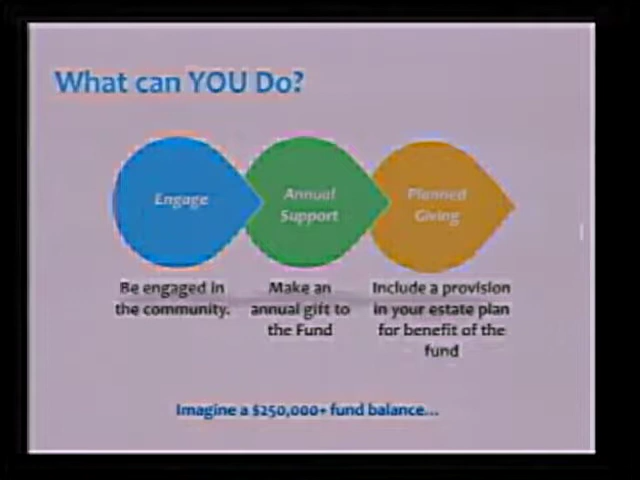 What can YOU Do?
Engage
Annual
Support
Planned
Giving
Be engaged in
the community.
Make an
annual gift to
the Fund
Include a provision
in your estate plan
for benefit of the
fund
Imagine a $250,000+ fund balance...